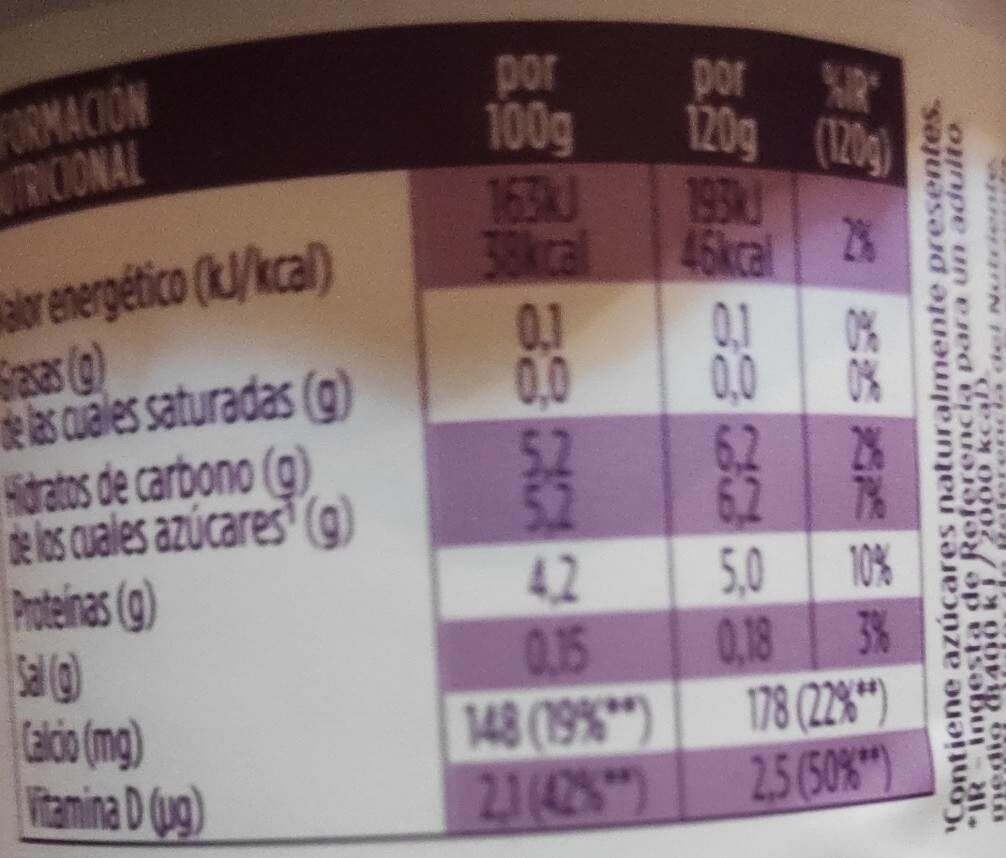 FORMACIÓN
UTRICIONAL
por
100g
por
120g
%IR*
(120g)
alor energético (kJ/kcal)
163kJ
38kcal
193kJ
46kcal
2%
Grasas (g) 0,1 0,1 0%
de las cuales saturadas (g) 0,0 0,0 0%
Hidratos de carbono (g) 5,2 6,2 2%
de los cuales azúcares¹ (g) 5,2 6,2 7%
Proteínas (g) 4,2 5,0 10%
Sal (g) 0,15 0,18 3%
Calcio (mg) 148 (19%**) 178 (22%**)
Vitamina D (µg) 2,1 (42%**) 2,5 (50%**)
¹Contiene azúcares naturalmente presentes.
*IR - Ingesta de Referencia para un adulto
medio (8400 kJ/2000 kcal)